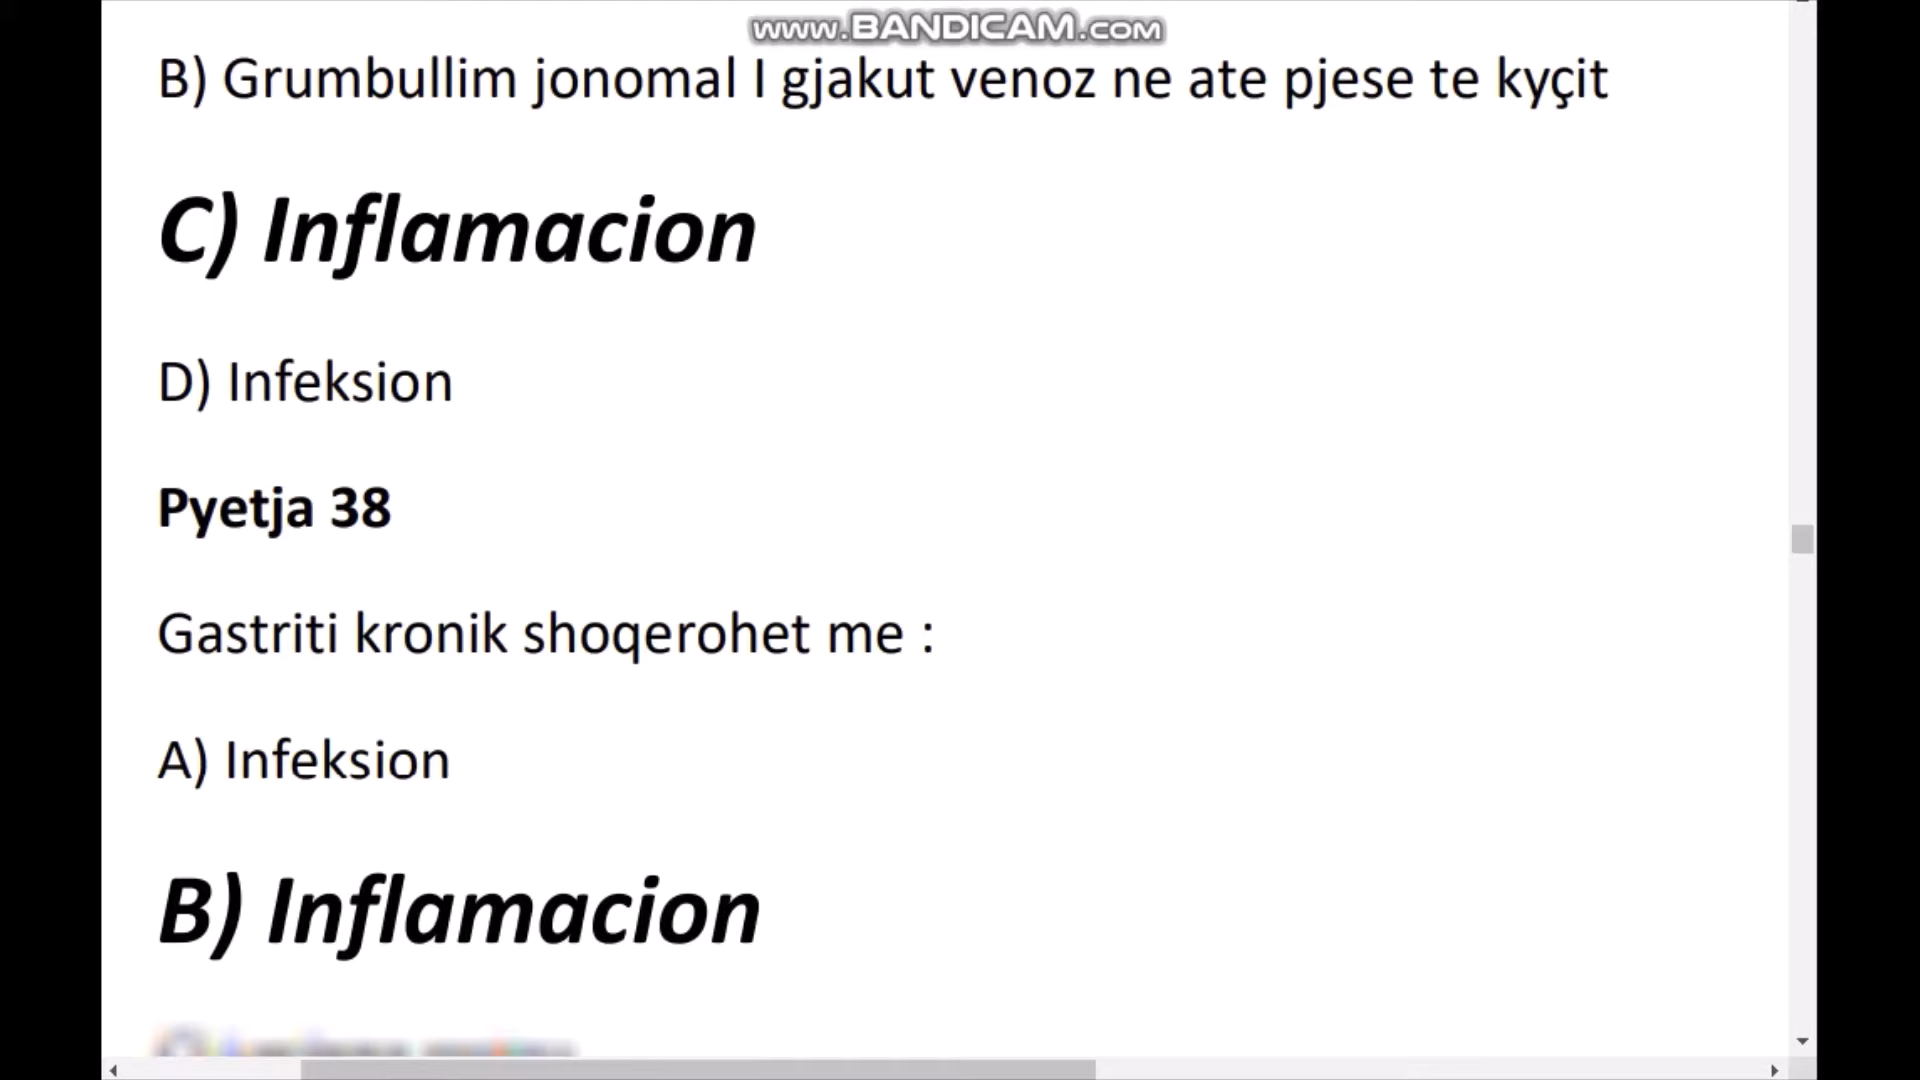 www.BANDICAM.com
B) Grumbullim jonomal I gjakut venoz ne ate pjese te kyçit
C) Inflamacion
D) Infeksion
Pyetja 38
Gastriti kronik shoqerohet me :
A) Infeksion
B) Inflamacion